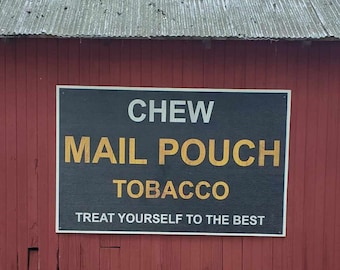 CHEW
MAIL POUCH
TOBACCO
TREAT YOURSELF TO THE BEST